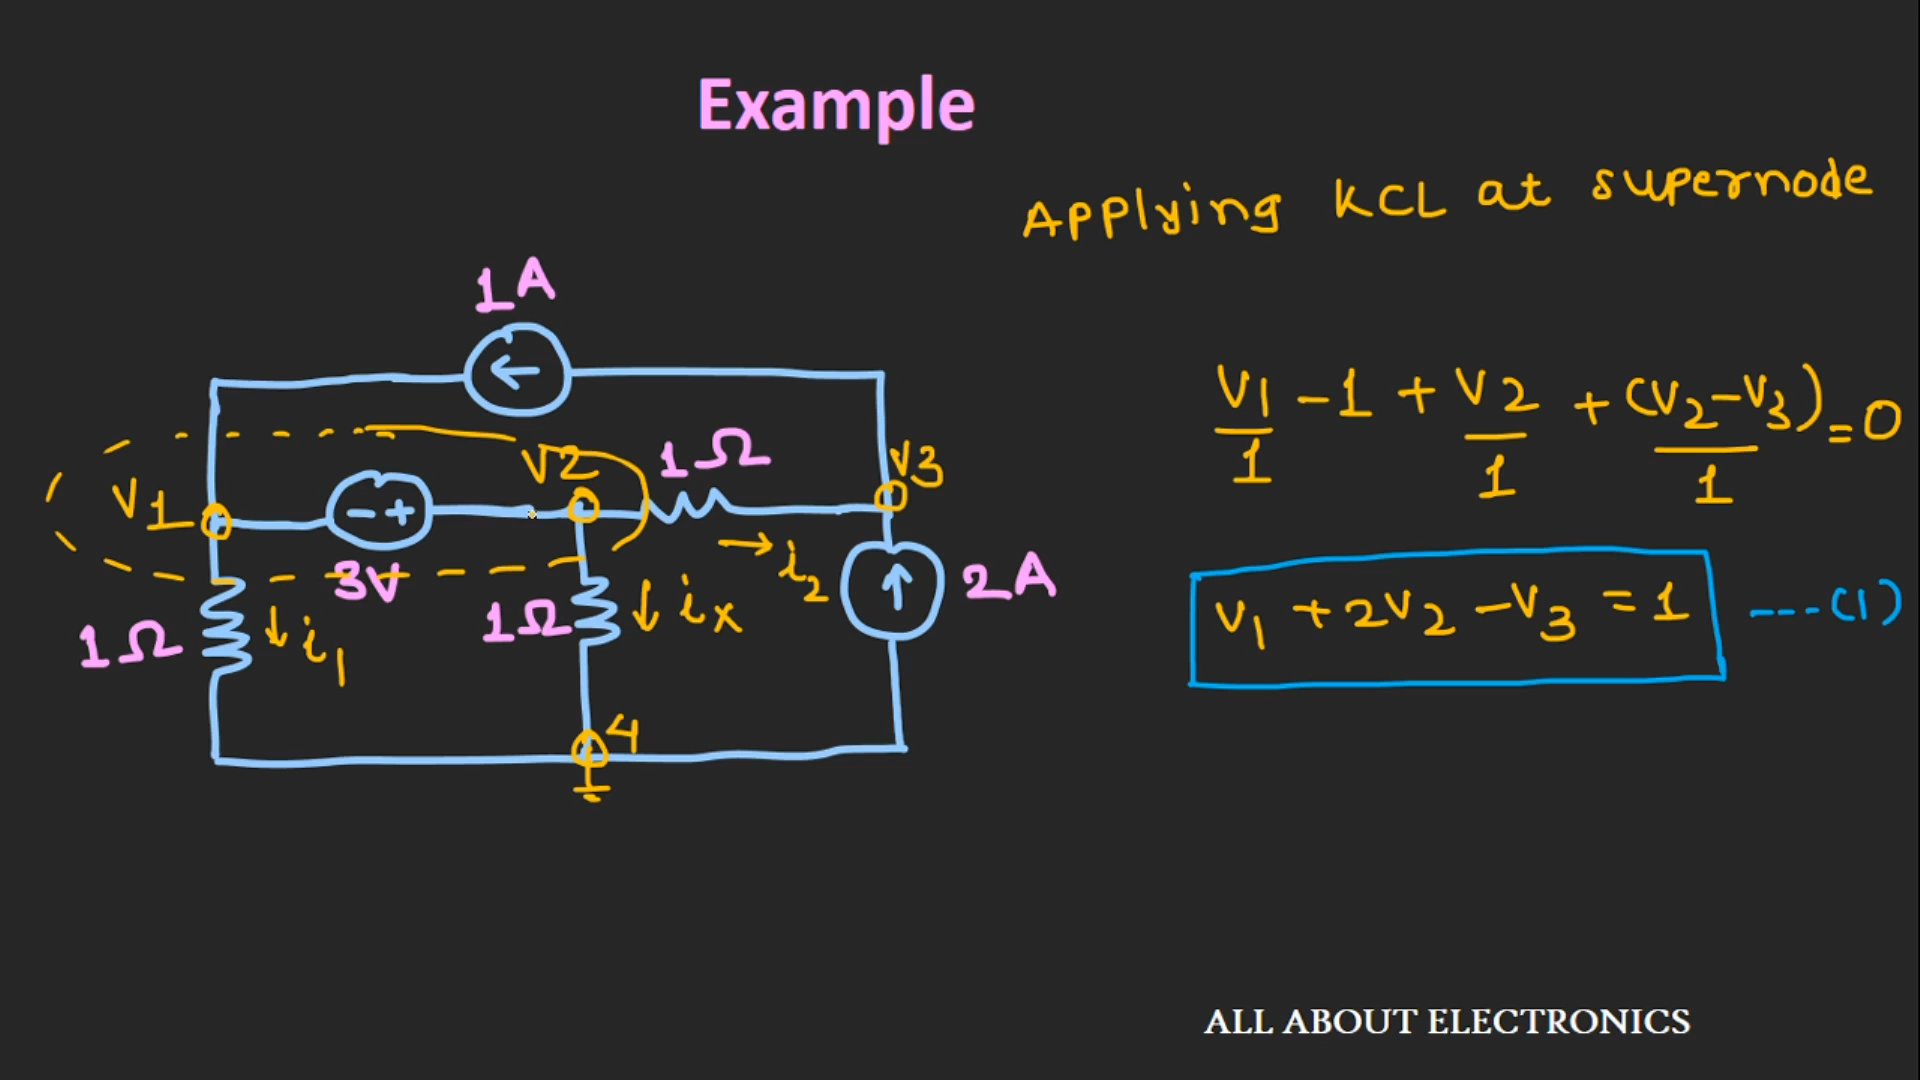 Example
Applying KCL at supernode
1A
V1/1 - 1 + V2/1 + (V2-V3)/1 = 0
V1
V2
1Ω
V3
- +
3V
i2
2A
1Ω
i1
1Ω
ix
V1 + 2V2 - V3 = 1 ---(1)
4
ALL ABOUT ELECTRONICS